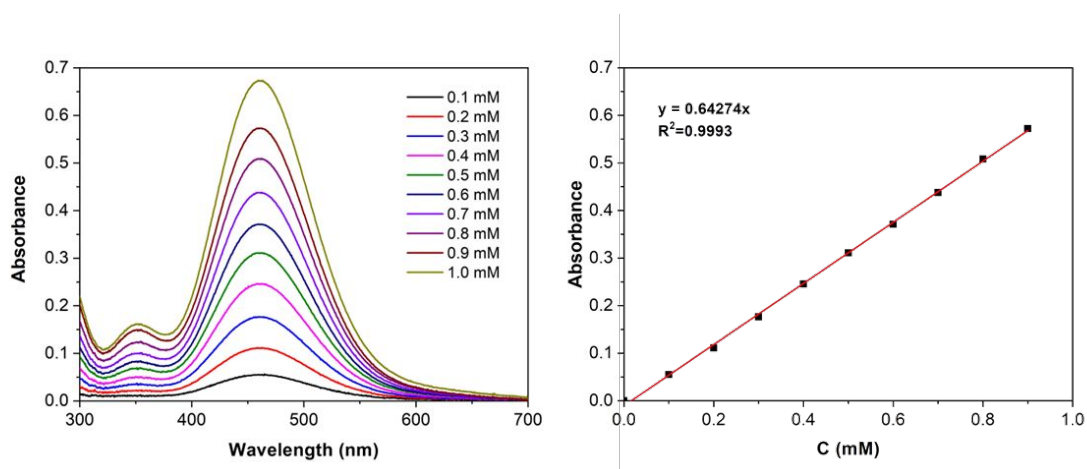 0.7
0.6
0.5
0.4
0.3
0.2
0.1
0.0
Absorbance
300
400
500
600
700
Wavelength (nm)
0.1 mM
0.2 mM
0.3 mM
0.4 mM
0.5 mM
0.6 mM
0.7 mM
0.8 mM
0.9 mM
1.0 mM
0.7
0.6
0.5
0.4
0.3
0.2
0.1
0.0
Absorbance
y = 0.64274x
R²=0.9993
0.0
0.2
0.4
0.6
0.8
1.0
C (mM)